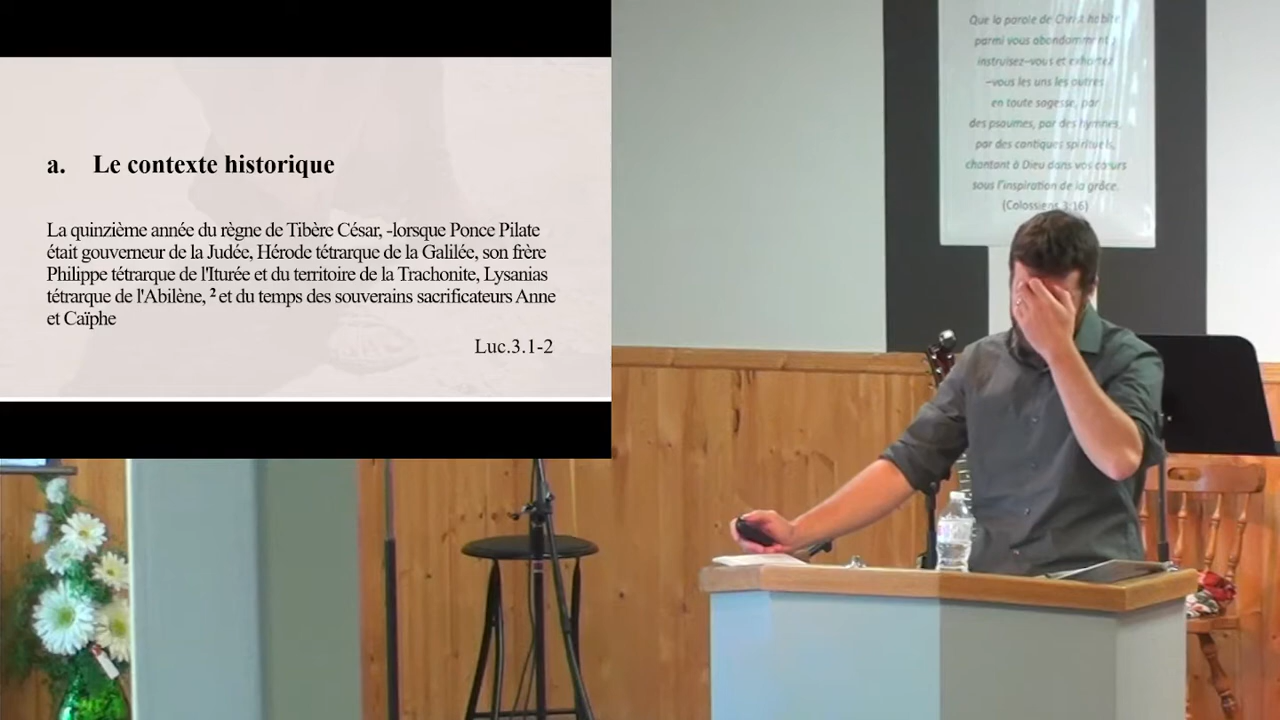 a. Le contexte historique
La quinzième année du règne de Tibère César, -lorsque Ponce Pilate
était gouverneur de la Judée, Hérode tétrarque de la Galilée, son frère
Philippe tétrarque de l'Iturée et du territoire de la Trachonite, Lysanias
tétrarque de l'Abilène, ² et du temps des souverains sacrificateurs Anne
et Caïphe
Luc.3.1-2
Que la parole de Christ habite
parmi vous abondamment ;
instruisez-vous et exhortez
-vous les uns les outres
en toute sagesse, par
des psaumes, par des hymnes,
par des cantiques spirituels,
chantant à Dieu dans vos cœurs
sous l'inspiration de la grâce.
(Colossiens 3:16)